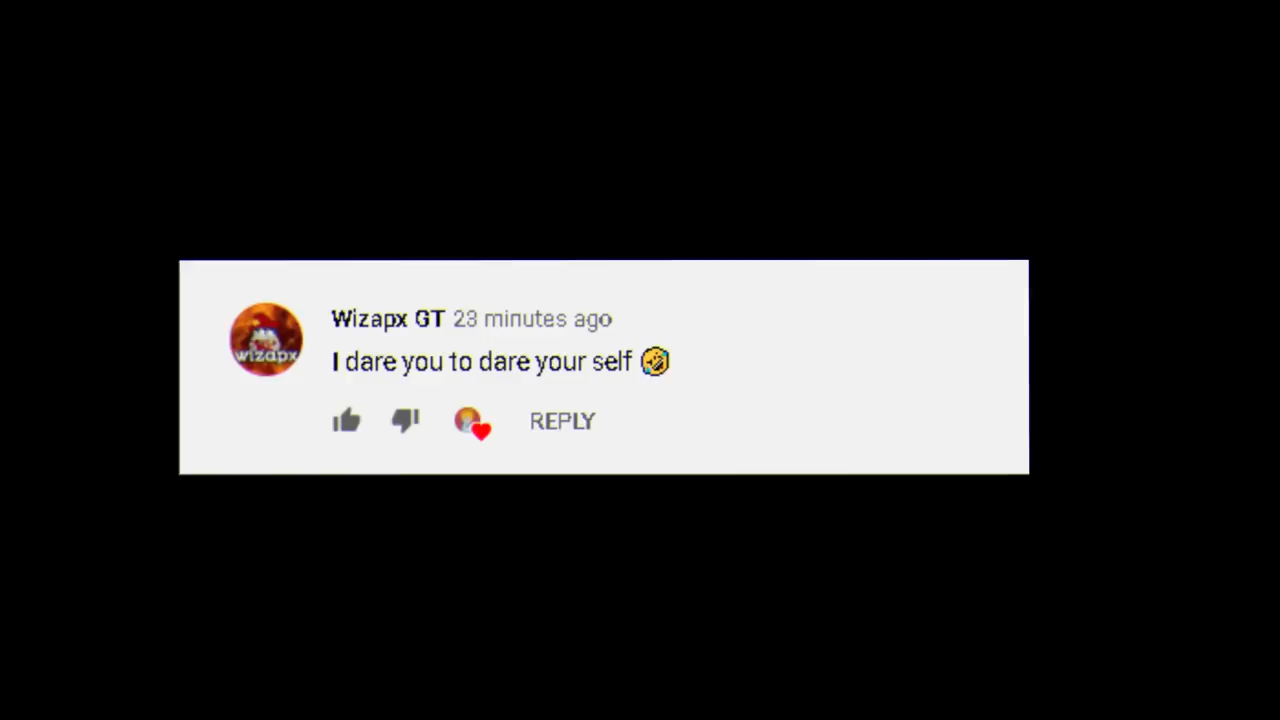 Wizapx GT 23 minutes ago
wizapx
I dare you to dare your self 🤣
REPLY